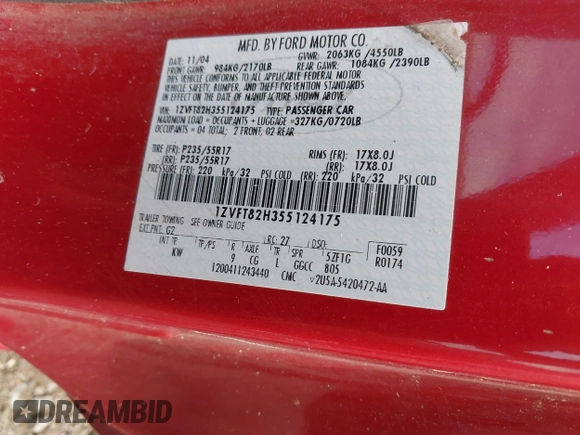 MFD. BY FORD MOTOR CO.
DATE: 11/04 GVWR: 2063KG /4550LB
FRONT GAWR: 984KG/2170LB REAR GAWR: 1084KG /2390LB
THIS VEHICLE CONFORMS TO ALL APPLICABLE FEDERAL MOTOR
VEHICLE SAFETY, BUMPER, AND THEFT PREVENTION STANDARDS
IN EFFECT ON THE DATE OF MANUFACTURE SHOWN ABOVE.
VIN: 1ZVFT82H355124175 TYPE: PASSENGER CAR
MAXIMUM LOAD = OCCUPANTS + LUGGAGE =327KG/0720LB
OCCUPANTS = 04 TOTAL: 2 FRONT, 02 REAR
TIRE (FR): P235/55R17 RIMS (FR): 17X8.0J
(RR): P235/55R17 (RR): 17X8.0J
PRESSURE (FR): 220 kPa/32 PSI COLD (RR): 220 kPa/32 PSI COLD
1ZVFT82H355124175
TRAILER TOWING SEE OWNER GUIDE
EXT PNT: G2 RC: 27 DSO: F0059
INT TR TP/PS R AXLE TR SPR 5ZF1G R0174
KW 9 CG L GGCC B05
1200411243440 CMC 2U5A-5420472-AA
DREAMBID